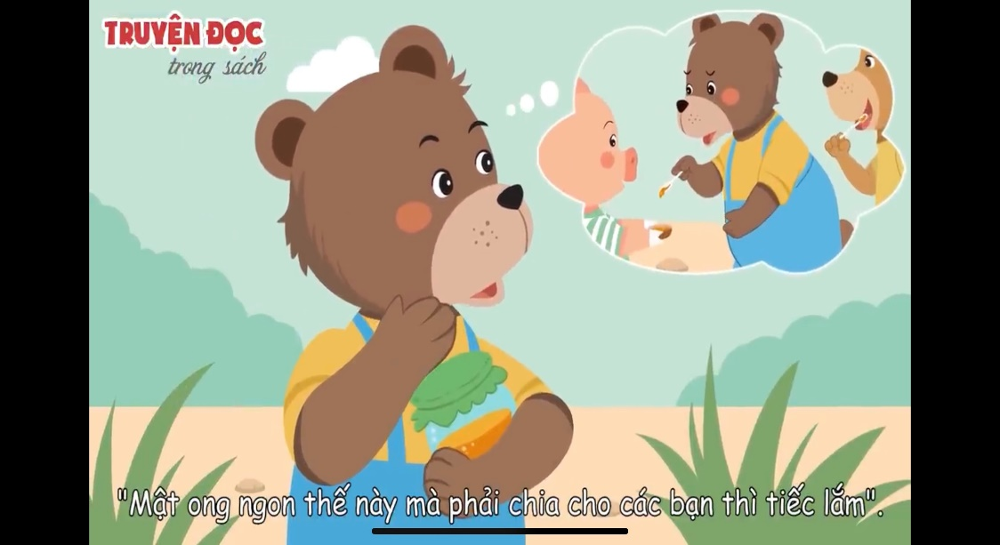 TRUYỆN ĐỌC
trong sách
"Mật ong ngon thế này mà phải chia cho các bạn thì tiếc lắm".